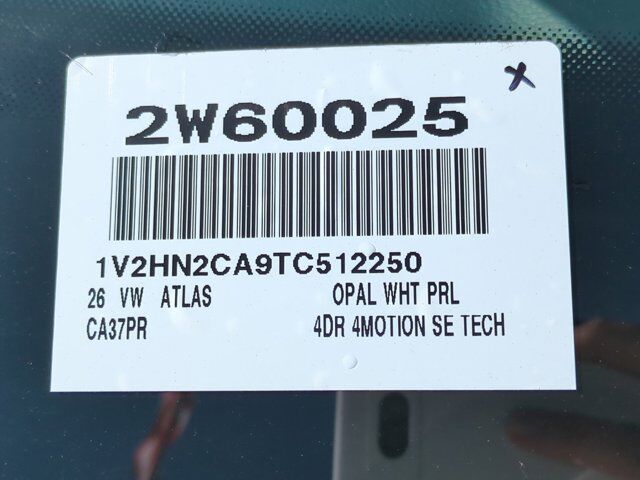 2W60025
1V2HN2CA9TC512250
26 VW ATLAS OPAL WHT PRL
CA37PR 4DR 4MOTION SE TECH